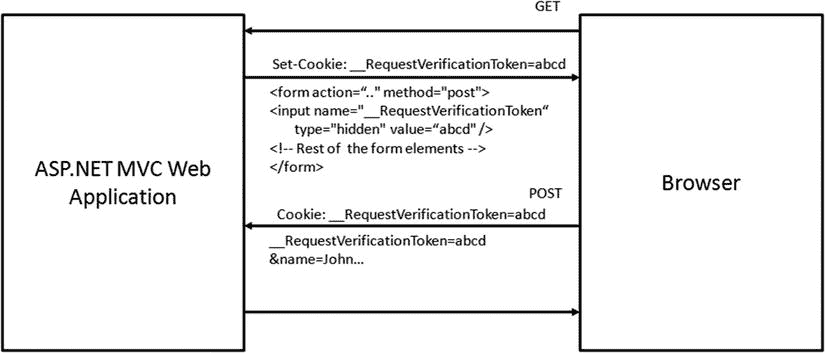 GET
Set-Cookie: __RequestVerificationToken=abcd
<form action=“.." method="post">
<input name="__RequestVerificationToken“
type="hidden" value=“abcd" />
<!-- Rest of  the form elements -->
</form>
ASP.NET MVC Web
Application
Browser
POST
Cookie: __RequestVerificationToken=abcd
__RequestVerificationToken=abcd
&name=John…